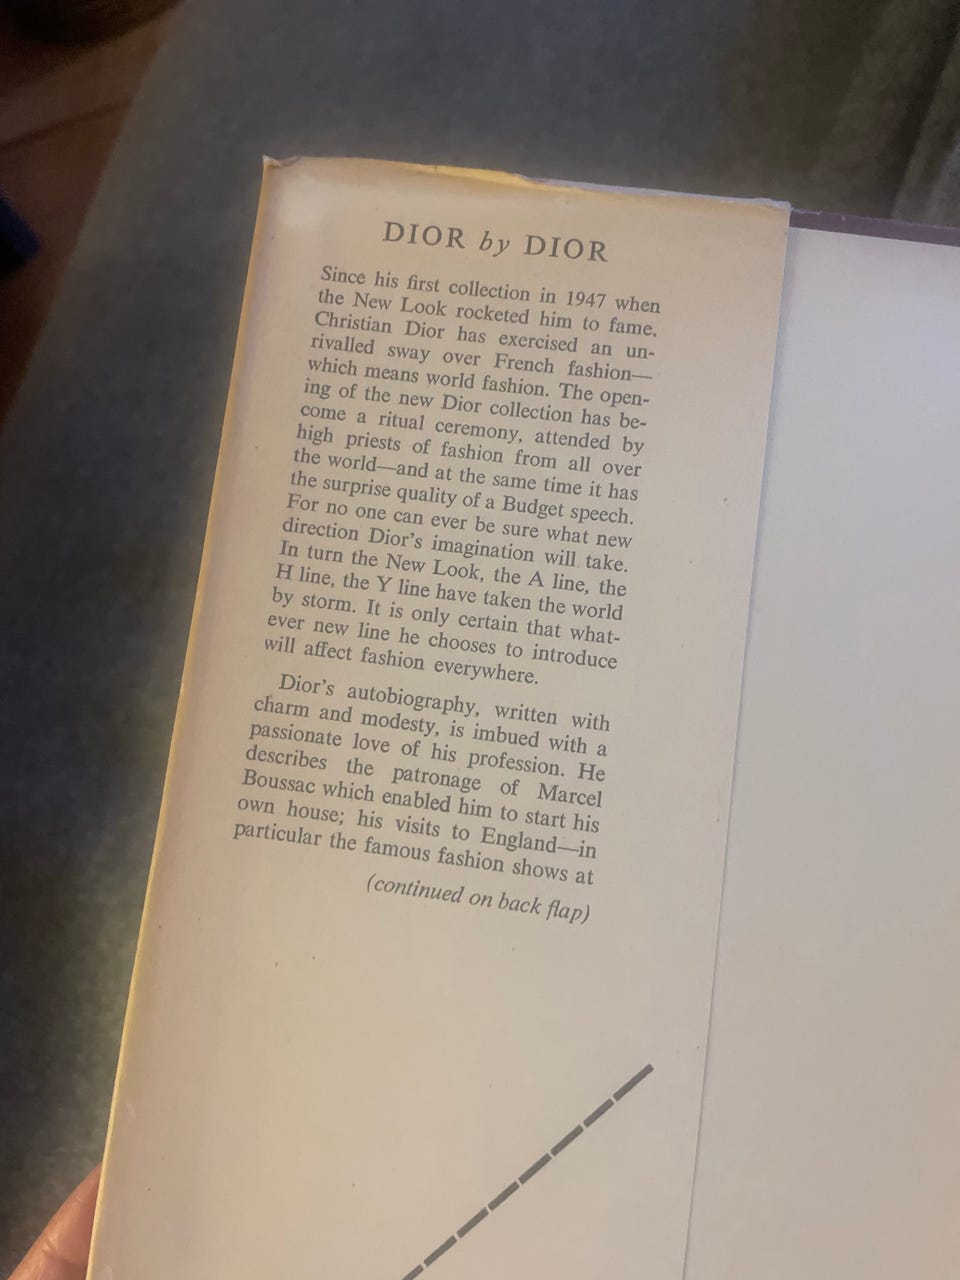 DIOR by DIOR
Since his first collection in 1947 when
the New Look rocketed him to fame,
Christian Dior has exercised an un-
rivalled sway over French fashion—
which means world fashion. The open-
ing of the new Dior collection has be-
come a ritual ceremony, attended by
high priests of fashion from all over
the world—and at the same time it has
the surprise quality of a Budget speech.
For no one can ever be sure what new
direction Dior's imagination will take.
In turn the New Look, the A line, the
H line, the Y line have taken the world
by storm. It is only certain that what-
ever new line he chooses to introduce
will affect fashion everywhere.
Dior's autobiography, written with
charm and modesty, is imbued with a
passionate love of his profession. He
describes the patronage of Marcel
Boussac which enabled him to start his
own house; his visits to England—in
particular the famous fashion shows at
(continued on back flap)